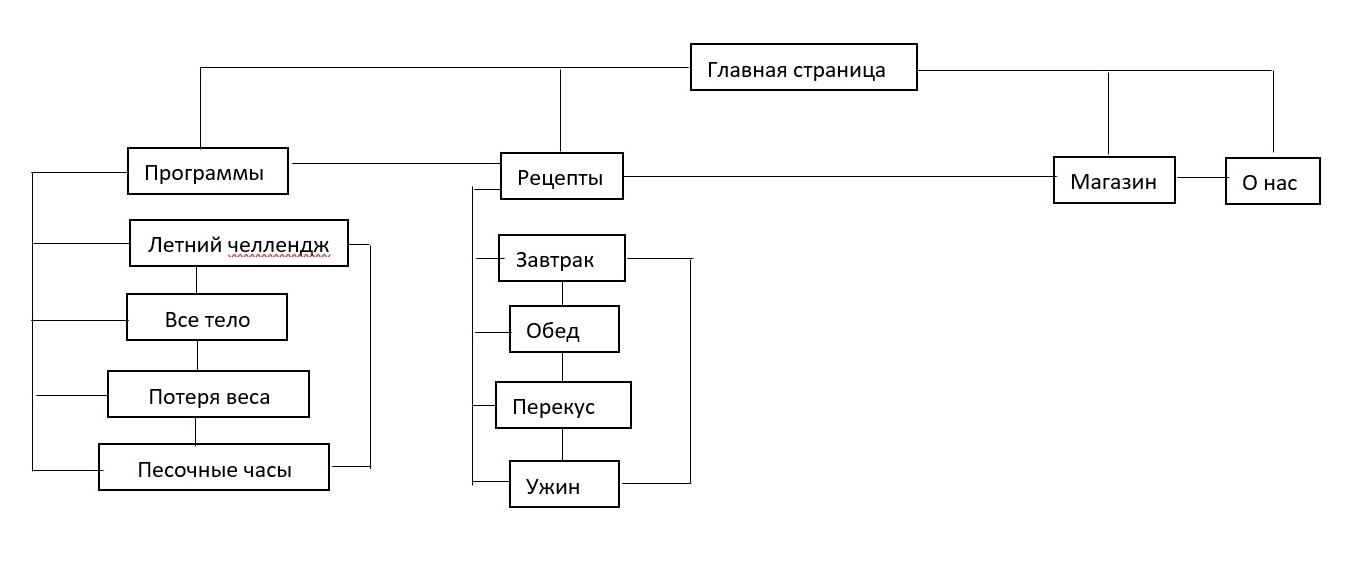 Главная страница
Программы
Рецепты
Магазин
О нас
Летний челлендж
Все тело
Потеря веса
Песочные часы
Завтрак
Обед
Перекус
Ужин